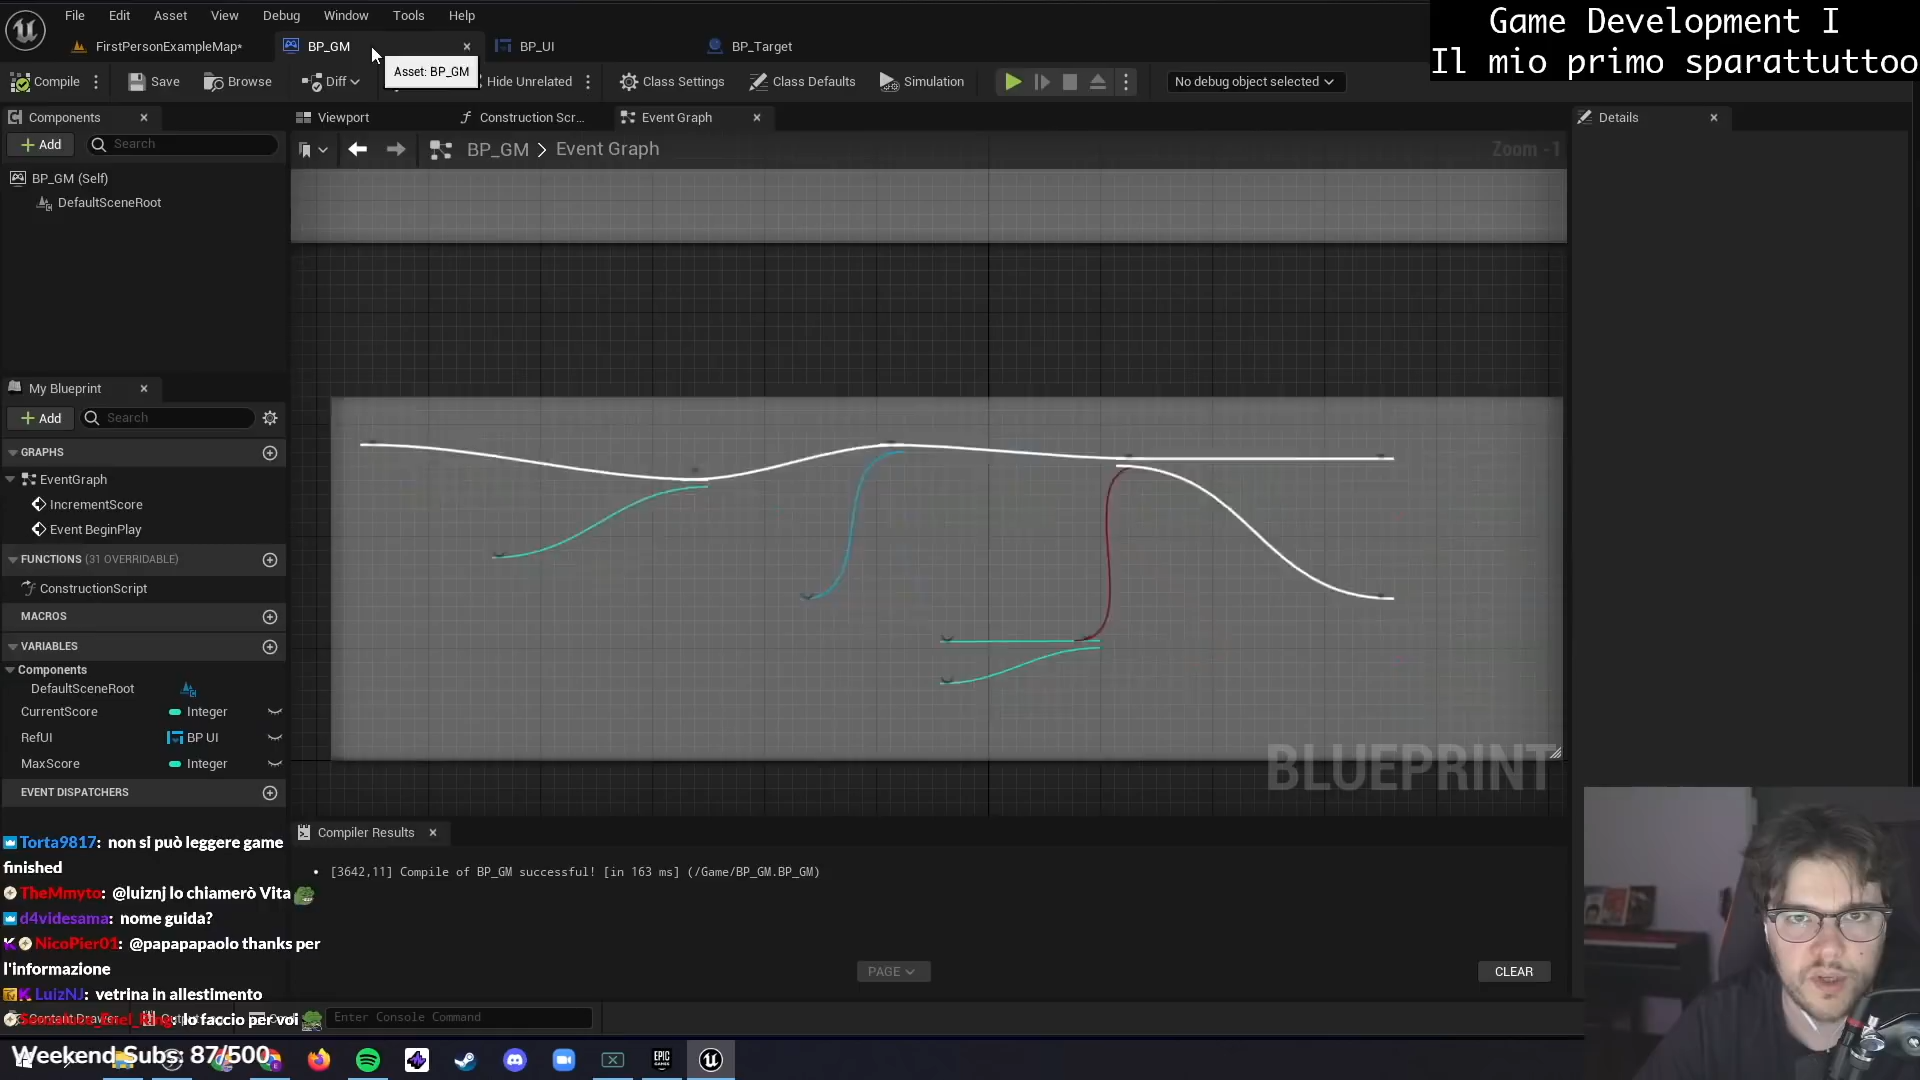 File Edit Asset View Debug Window Tools Help
Game Development I
Il mio primo sparattuttoo
FirstPersonExampleMap* BP_GM BP_UI BP_Target
Asset: BP_GM
Compile Save Browse Diff Hide Unrelated Class Settings Class Defaults Simulation No debug object selected
Components
Viewport Construction Scr... Event Graph Details
Add Search
BP_GM > Event Graph Zoom -1
BP_GM (Self)
DefaultSceneRoot
My Blueprint
Add Search
GRAPHS
EventGraph
IncrementScore
Event BeginPlay
FUNCTIONS (31 OVERRIDABLE)
ConstructionScript
MACROS
VARIABLES
Components
DefaultSceneRoot
CurrentScore Integer
RefUI BP UI
MaxScore Integer
EVENT DISPATCHERS
BLUEPRINT
Compiler Results
[3642,11] Compile of BP_GM successful! [in 163 ms] (/Game/BP_GM.BP_GM)
PAGE CLEAR
Torta9817: non si può leggere game
finished
TheMmyto: @luiznj lo chiamerò Vita
d4videsama: nome guida?
NicoPier01: @papapapaolo thanks per
l'informazione
LuizNJ: vetrina in allestimento
lo faccio per voi
Enter Console Command
Weekend Subs: 87/500
EPIC GAMES